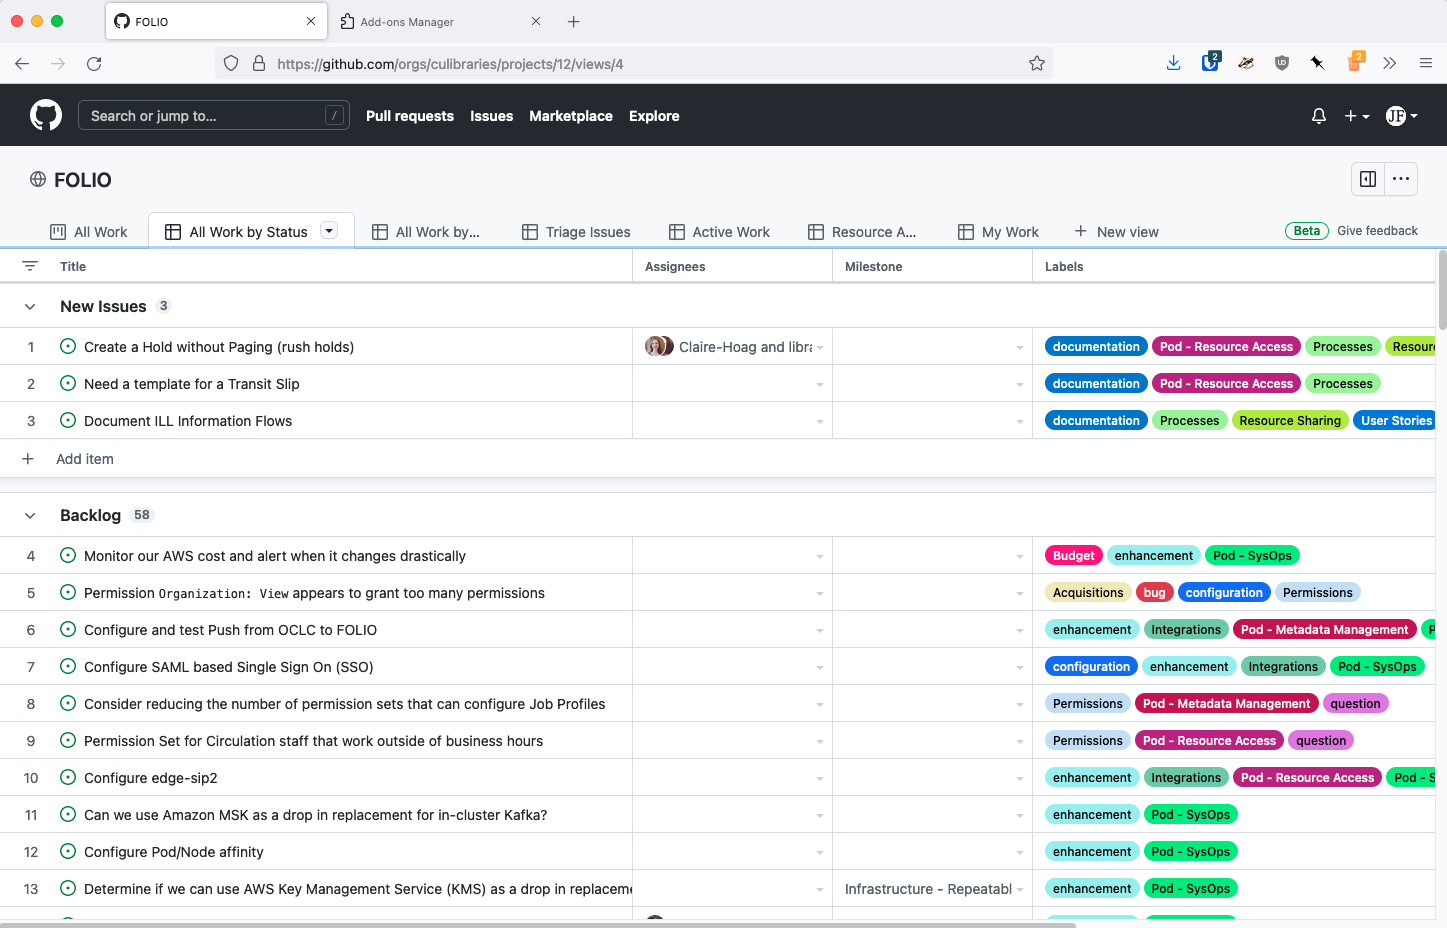 FOLIO
Add-ons Manager
https://github.com/orgs/culibraries/projects/12/views/4
2
2
Search or jump to... /
Pull requests Issues Marketplace Explore
JF
FOLIO
All Work All Work by Status All Work by... Triage Issues Active Work Resource A... My Work New view Beta Give feedback
Title Assignees Milestone Labels
New Issues 3
1 Create a Hold without Paging (rush holds) Claire-Hoag and libra documentation Pod - Resource Access Processes Resour
2 Need a template for a Transit Slip documentation Pod - Resource Access Processes
3 Document ILL Information Flows documentation Processes Resource Sharing User Stories
Add item
Backlog 58
4 Monitor our AWS cost and alert when it changes drastically Budget enhancement Pod - SysOps
5 Permission Organization: View appears to grant too many permissions Acquisitions bug configuration Permissions
6 Configure and test Push from OCLC to FOLIO enhancement Integrations Pod - Metadata Management
7 Configure SAML based Single Sign On (SSO) configuration enhancement Integrations Pod - SysOps
8 Consider reducing the number of permission sets that can configure Job Profiles Permissions Pod - Metadata Management question
9 Permission Set for Circulation staff that work outside of business hours Permissions Pod - Resource Access question
10 Configure edge-sip2 enhancement Integrations Pod - Resource Access Pod - S
11 Can we use Amazon MSK as a drop in replacement for in-cluster Kafka? enhancement Pod - SysOps
12 Configure Pod/Node affinity enhancement Pod - SysOps
13 Determine if we can use AWS Key Management Service (KMS) as a drop in replaceme Infrastructure - Repeatabl enhancement Pod - SysOps